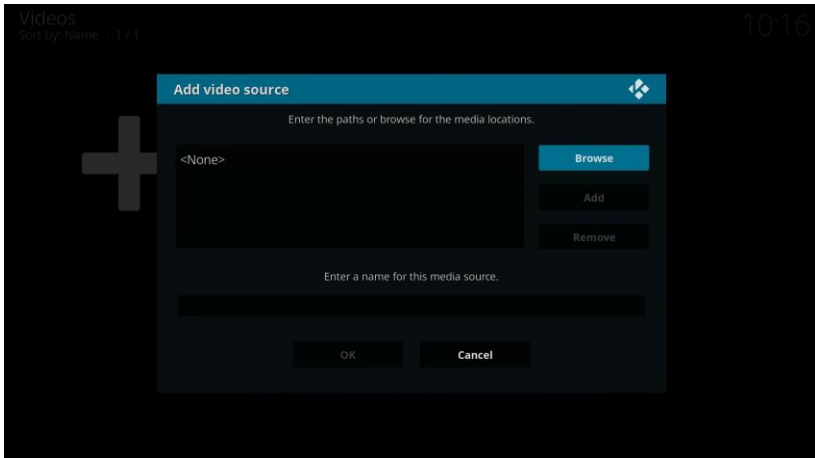 Videos
Sort by: Name · 1 / 1
10:16
Add video source
Enter the paths or browse for the media locations.
<None>
Browse
Add
Remove
Enter a name for this media source.
OK
Cancel